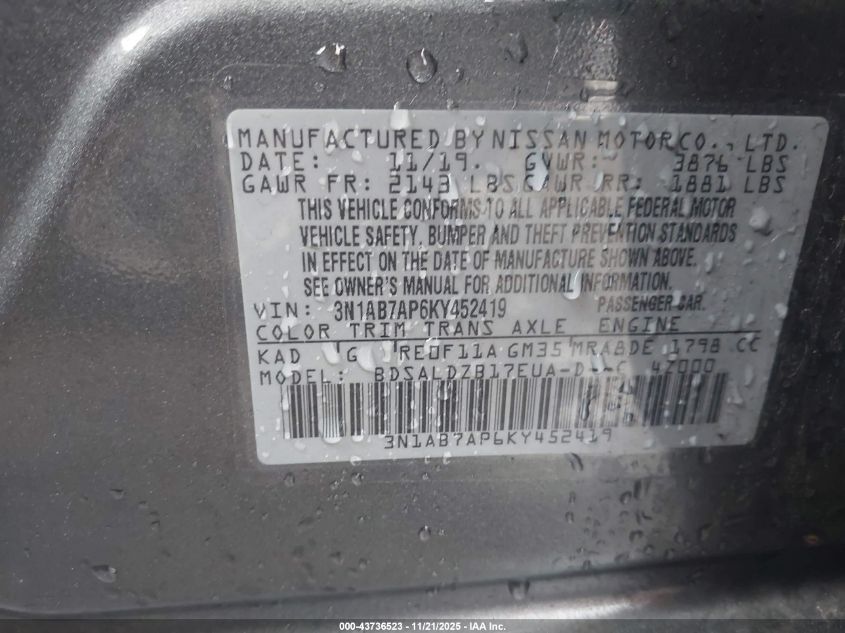 MANUFACTURED BY NISSAN MOTOR CO., LTD.
DATE: 11/19. GVWR: 3876 LBS
GAWR FR: 2143 LBS GAWR RR: 1881 LBS
THIS VEHICLE CONFORMS TO ALL APPLICABLE FEDERAL MOTOR
VEHICLE SAFETY, BUMPER AND THEFT PREVENTION STANDARDS
IN EFFECT ON THE DATE OF MANUFACTURE SHOWN ABOVE.
SEE OWNER'S MANUAL FOR ADDITIONAL INFORMATION.
VIN: 3N1AB7AP6KY452419 PASSENGER CAR.
COLOR TRIM TRANS AXLE ENGINE
KAD G RE0F11A GM35 MRA8DE 1798 CC
MODEL: 4Z000
3N1AB7AP6KY452419
000-43736523 - 11/21/2025 - IAA Inc.